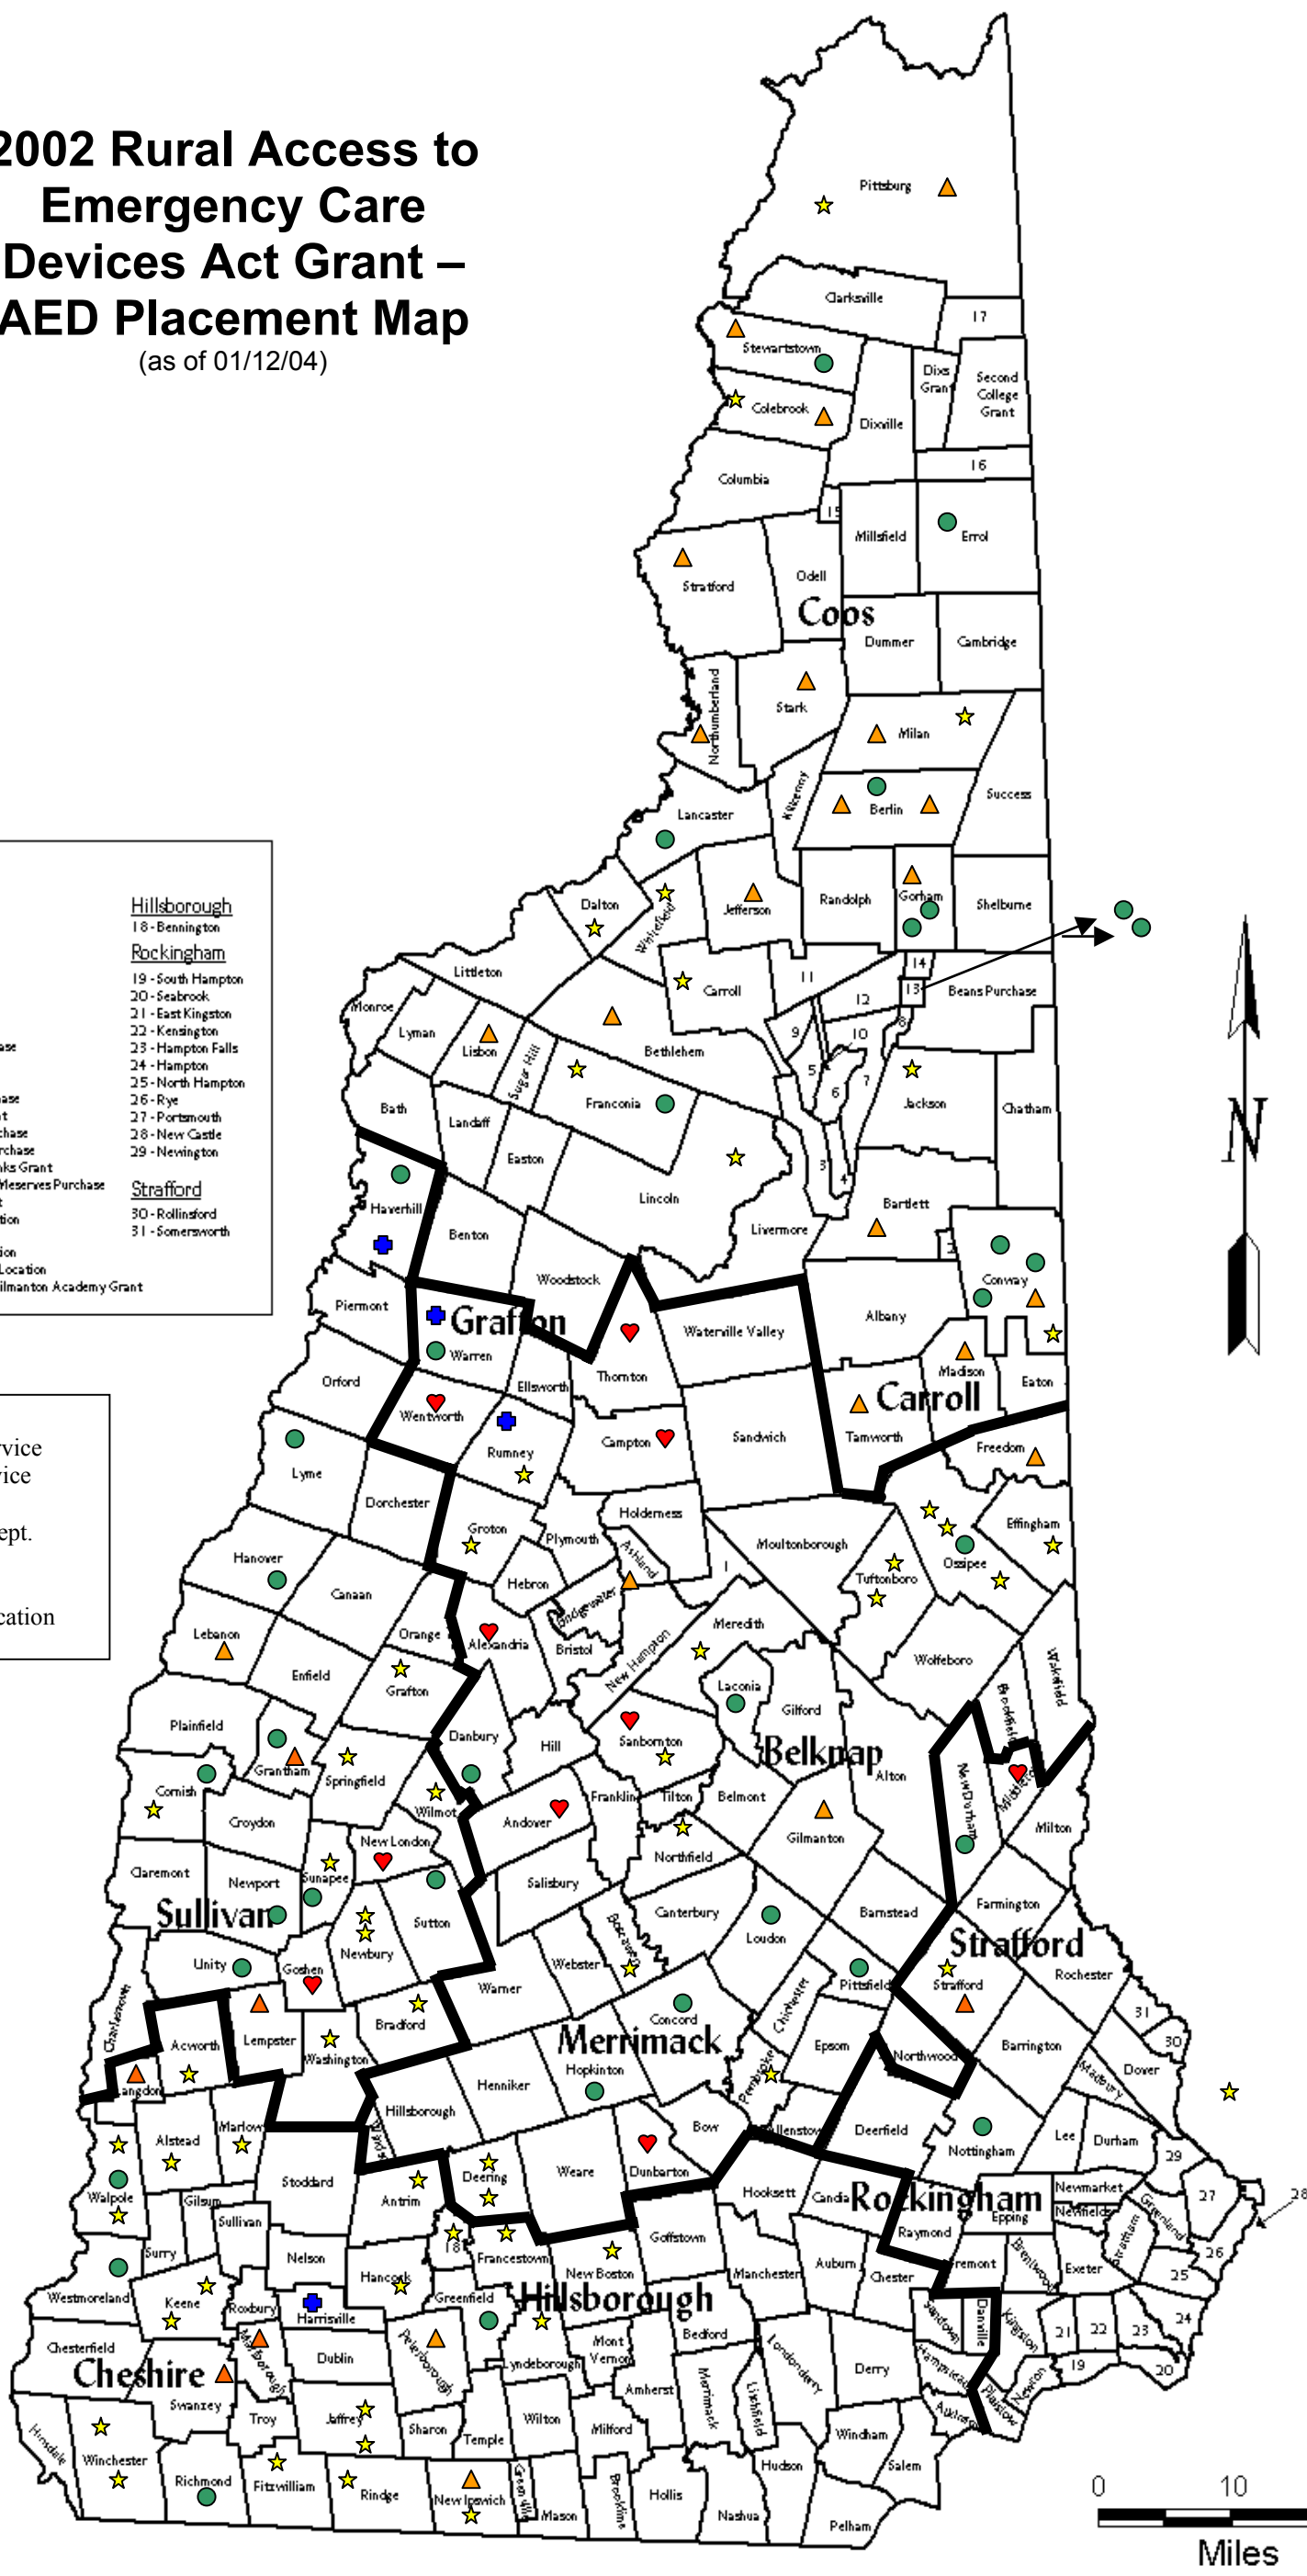 2002 Rural Access to
Emergency Care
Devices Act Grant –
AED Placement Map
(as of 01/12/04)
Pittsburg
Clarksville
17
Stewartstown
Dixs
Grant
Second
College
Grant
Colebrook
Dixville
16
Columbia
15
Millsfield
Errol
Odell
Stratford
Coos
Dummer
Cambridge
Northumberland
Stark
Milan
Kilkenny
Success
Berlin
Lancaster
Dalton
Whitefield
Jefferson
Randolph
Gorham
Shelburne
Littleton
Carroll
11
14
13
Beans Purchase
12
Monroe
Lyman
Lisbon
Sugar Hill
Bethlehem
9
10
8
5
6
7
Bath
Landaff
Franconia
Jackson
Chatham
Easton
3
4
Lincoln
Haverhill
Livermore
Bartlett
Benton
2
Woodstock
Conway
Piermont
Grafton
Albany
Warren
Waterville Valley
Madison
Ellsworth
Thornton
Eaton
Orford
Carroll
Wentworth
Campton
Sandwich
Tamworth
Rumney
Freedom
Lyme
Dorchester
Holderness
Effingham
Groton
Plymouth
Ashland
Moultonborough
Ossipee
Hanover
1
Tuftonboro
Hebron
Bridgewater
Canaan
Lebanon
Orange
Alexandria
Bristol
Meredith
New Hampton
Wolfeboro
Wakefield
Enfield
Grafton
Laconia
Gilford
Brookfield
Plainfield
Danbury
Hill
Sanbornton
Belknap
Grantham
Springfield
Alton
New Durham
Middleton
Cornish
Croydon
Wilmot
Andover
Franklin
Tilton
Belmont
Gilmanton
Milton
New London
Northfield
Claremont
Newport
Sunapee
Salisbury
Farmington
Sullivan
Sutton
Boscawen
Canterbury
Loudon
Barnstead
Strafford
Newbury
Unity
Goshen
Webster
Pittsfield
Strafford
Rochester
Warner
Chichester
Charlestown
31
Lempster
Bradford
Concord
Merrimack
Acworth
Washington
Epsom
Northwood
Barrington
30
Langdon
Hopkinton
Pembroke
Madbury
Dover
Henniker
Hillsborough
Bow
Allenstown
Marlow
Deerfield
Nottingham
Lee
Durham
Alstead
Windsor
Deering
Weare
Dunbarton
29
Stoddard
Antrim
Walpole
Gilsum
Hooksett
Candia
Rockingham
Newmarket
27
28
Epping
Newfields
Greenland
Sullivan
Goffstown
Raymond
Stratham
Surry
Nelson
18
Francestown
Auburn
Fremont
Brentwood
Exeter
26
Westmoreland
Hancock
Greenfield
New Boston
Manchester
Chester
25
Keene
Roxbury
Harrisville
Hillsborough
Sandown
Danville
Kingston
24
Chesterfield
Marlborough
Dublin
Peterborough
Lyndeborough
Mont
Vernon
Bedford
Londonderry
Derry
Hampstead
21
22
23
Cheshire
19
20
Swanzey
Amherst
Merrimack
Litchfield
Newton
Plaistow
Troy
Jaffrey
Sharon
Temple
Wilton
Milford
Atkinson
Hinsdale
Winchester
Windham
Salem
Richmond
Fitzwilliam
Rindge
New Ipswich
Greenville
Mason
Brookline
Hollis
Hudson
Nashua
Pelham
N
0 10
Miles
Hillsborough
18 - Bennington
Rockingham
19 - South Hampton
20 - Seabrook
21 - East Kingston
22 - Kensington
23 - Hampton Falls
24 - Hampton
25 - North Hampton
26 - Rye
27 - Portsmouth
28 - New Castle
29 - Newington
Strafford
30 - Rollinsford
31 - Somersworth
ase
hase
t
chase
rchase
nks Grant
Meserves Purchase
t
tion
ion
Location
ilmanton Academy Grant
rvice
vice
ept.
cation